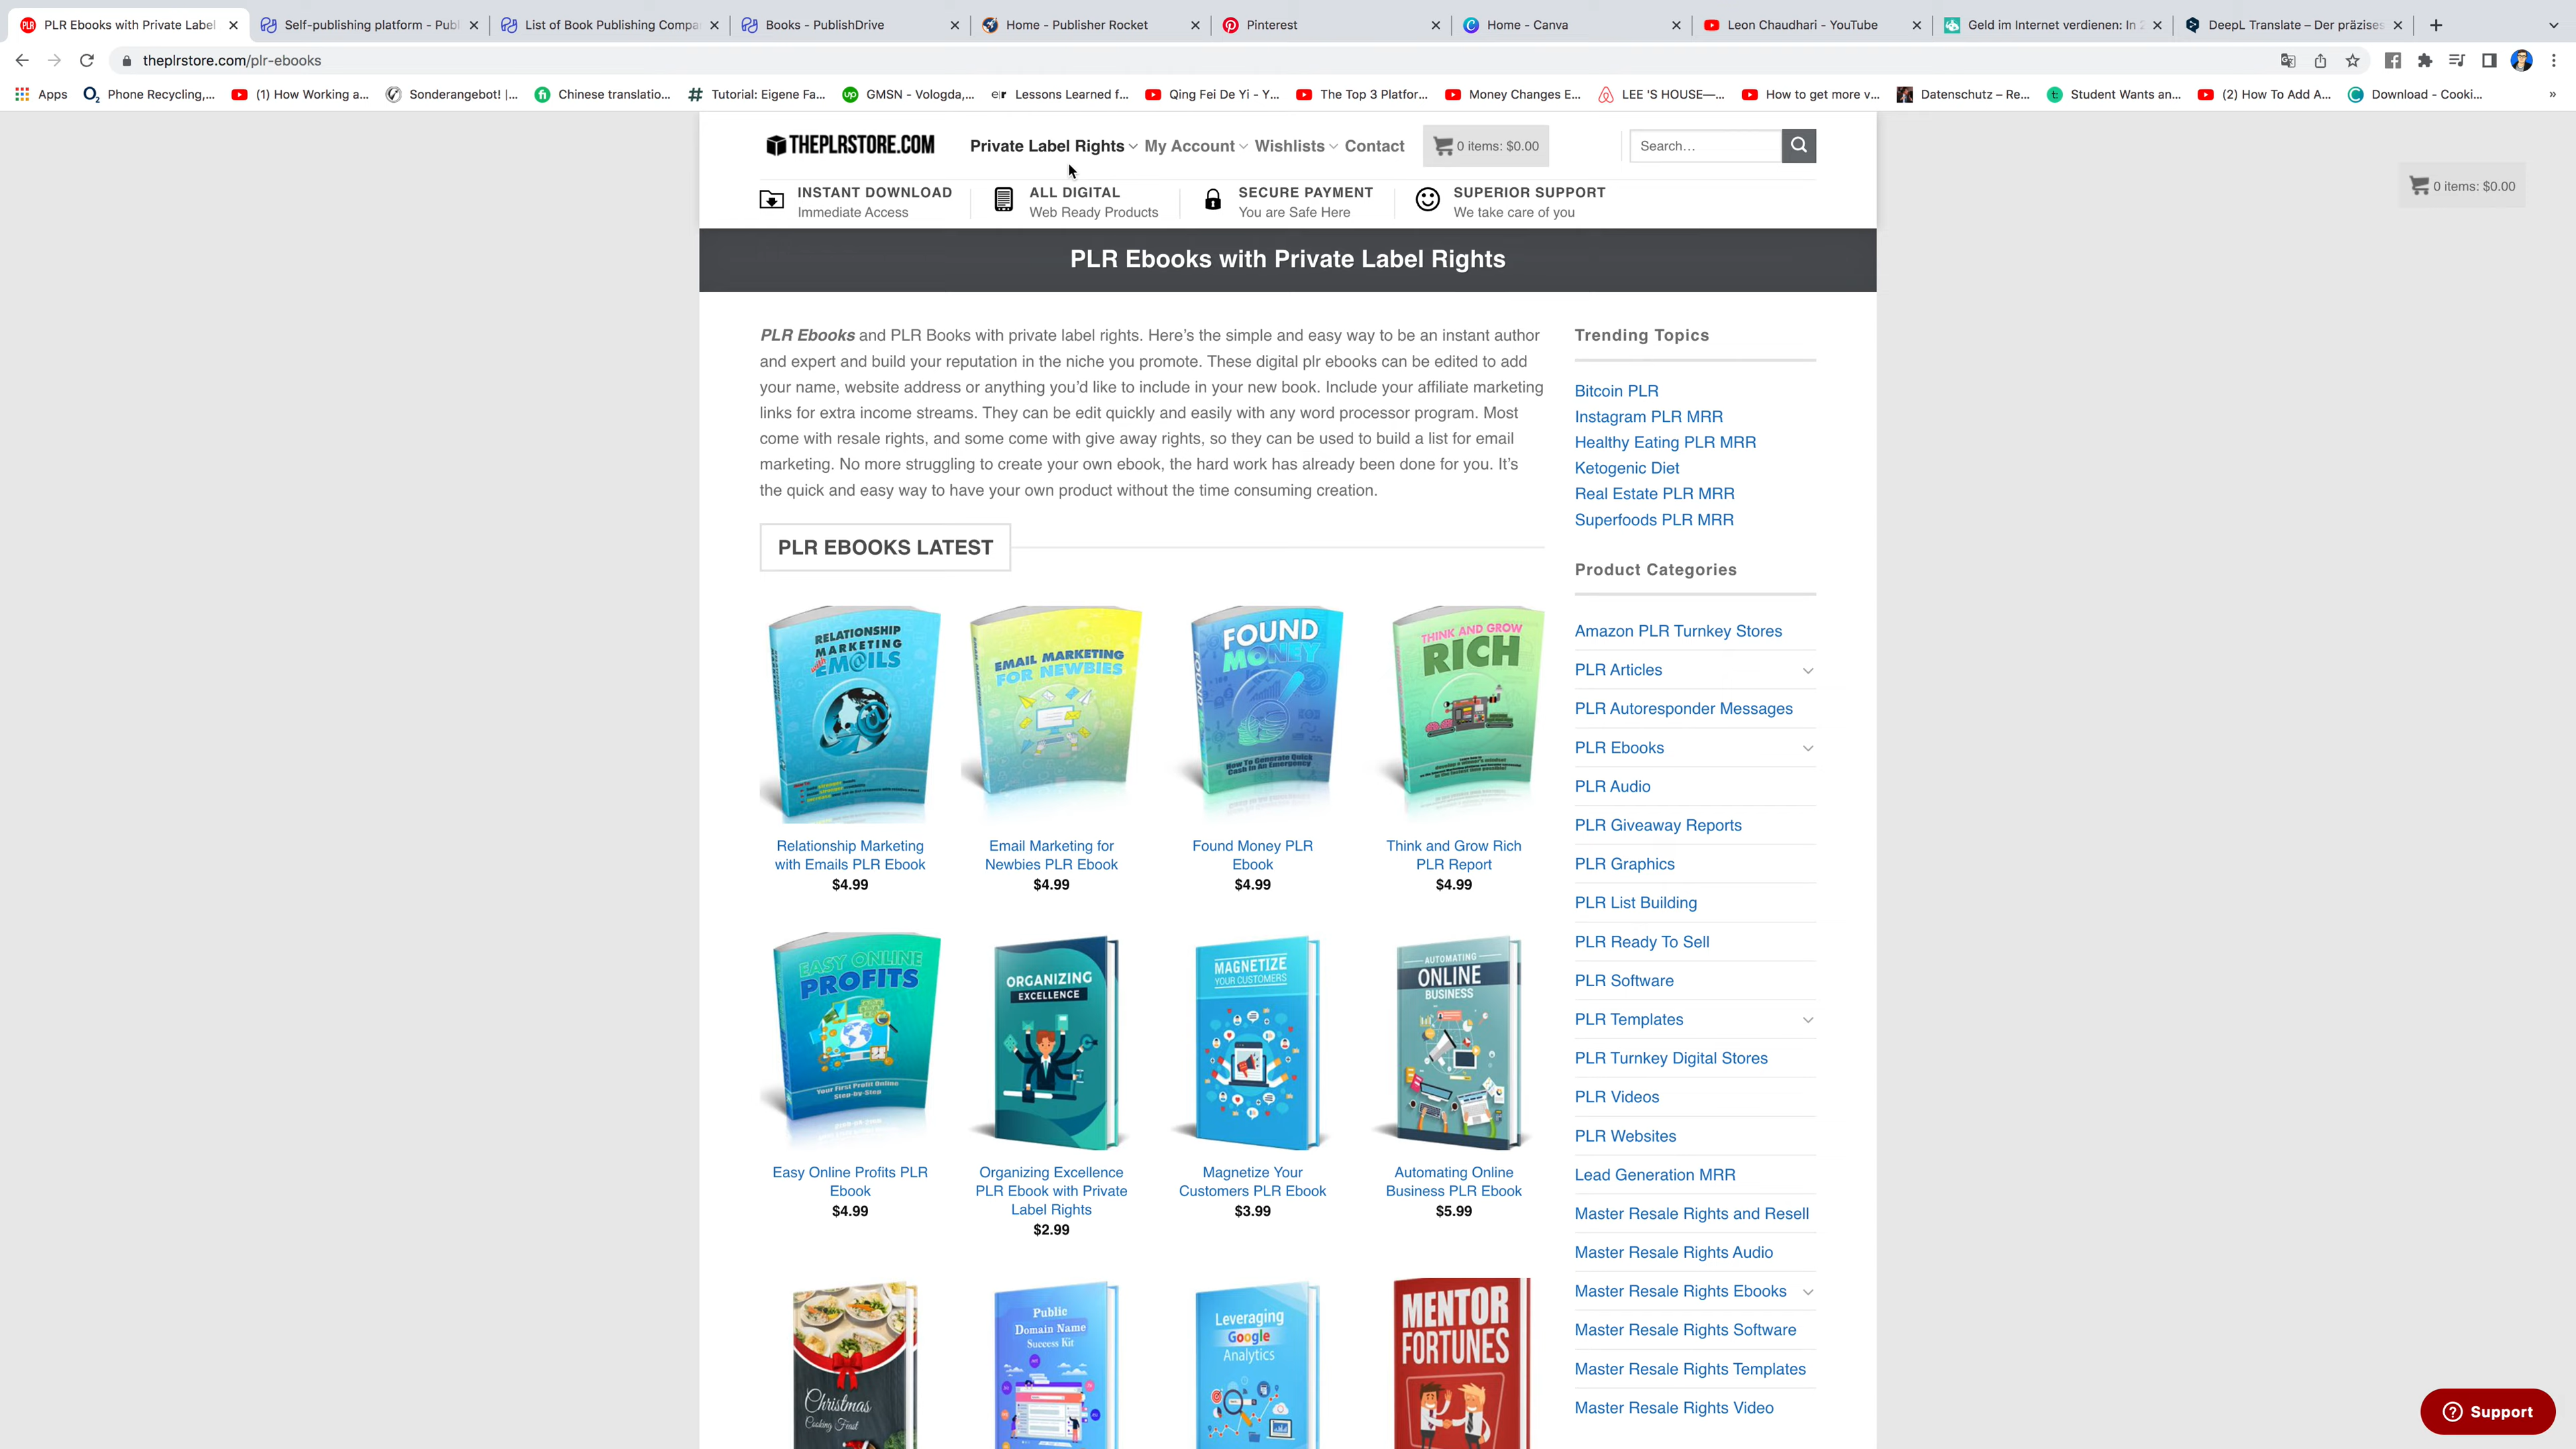 PLR Ebooks with Private Label
Self-publishing platform - Publ
List of Book Publishing Compa
Books - PublishDrive
Home - Publisher Rocket
Pinterest
Home - Canva
Leon Chaudhari - YouTube
Geld im Internet verdienen: In 2
DeepL Translate – Der präzises
theplrstore.com/plr-ebooks
Apps
Phone Recycling,...
(1) How Working a...
Sonderangebot! |...
Chinese translatio...
Tutorial: Eigene Fa...
GMSN - Vologda,...
Lessons Learned f...
Qing Fei De Yi - Y...
The Top 3 Platfor...
Money Changes E...
LEE 'S HOUSE—...
How to get more v...
Datenschutz – Re...
Student Wants an...
(2) How To Add A...
Download - Cooki...
»
THEPLRSTORE.COM
Private Label Rights
My Account
Wishlists
Contact
0 items: $0.00
Search...
0 items: $0.00
INSTANT DOWNLOAD
Immediate Access
ALL DIGITAL
Web Ready Products
SECURE PAYMENT
You are Safe Here
SUPERIOR SUPPORT
We take care of you
PLR Ebooks with Private Label Rights
PLR Ebooks and PLR Books with private label rights. Here's the simple and easy way to be an instant author
and expert and build your reputation in the niche you promote. These digital plr ebooks can be edited to add
your name, website address or anything you'd like to include in your new book. Include your affiliate marketing
links for extra income streams. They can be edit quickly and easily with any word processor program. Most
come with resale rights, and some come with give away rights, so they can be used to build a list for email
marketing. No more struggling to create your own ebook, the hard work has already been done for you. It's
the quick and easy way to have your own product without the time consuming creation.
PLR EBOOKS LATEST
RELATIONSHIP
MARKETING
with EM@ILS
EMAIL MARKETING
FOR NEWBIES
FOUND
MONEY
FOUND
How To Generate Quick
Cash In An Emergency
THINK AND GROW
RICH
Relationship Marketing
with Emails PLR Ebook
$4.99
Email Marketing for
Newbies PLR Ebook
$4.99
Found Money PLR
Ebook
$4.99
Think and Grow Rich
PLR Report
$4.99
EASY ONLINE
PROFITS
Your First Profit Online
Step-by-Step
ORGANIZING
EXCELLENCE
MAGNETIZE
YOUR CUSTOMERS
AUTOMATING
ONLINE
BUSINESS
Easy Online Profits PLR
Ebook
$4.99
Organizing Excellence
PLR Ebook with Private
Label Rights
$2.99
Magnetize Your
Customers PLR Ebook
$3.99
Automating Online
Business PLR Ebook
$5.99
Christmas
Cooking Feast
Public
Domain Name
Success Kit
Leveraging
Google
Analytics
MENTOR
FORTUNES
Trending Topics
Bitcoin PLR
Instagram PLR MRR
Healthy Eating PLR MRR
Ketogenic Diet
Real Estate PLR MRR
Superfoods PLR MRR
Product Categories
Amazon PLR Turnkey Stores
PLR Articles
PLR Autoresponder Messages
PLR Ebooks
PLR Audio
PLR Giveaway Reports
PLR Graphics
PLR List Building
PLR Ready To Sell
PLR Software
PLR Templates
PLR Turnkey Digital Stores
PLR Videos
PLR Websites
Lead Generation MRR
Master Resale Rights and Resell
Master Resale Rights Audio
Master Resale Rights Ebooks
Master Resale Rights Software
Master Resale Rights Templates
Master Resale Rights Video
Support